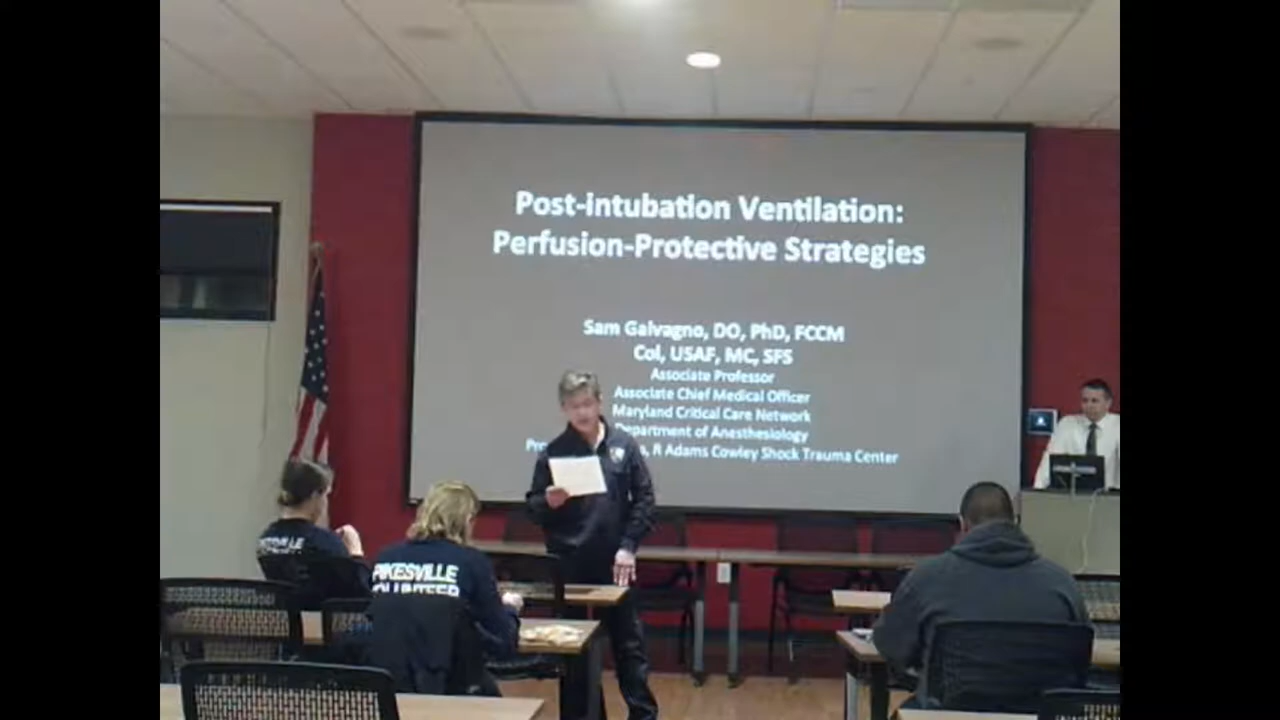 Post-intubation Ventilation:
Perfusion-Protective Strategies
Sam Galvagno, DO, PhD, FCCM
Col, USAF, MC, SFS
Associate Professor
Associate Chief Medical Officer
Maryland Critical Care Network
Department of Anesthesiology
R Adams Cowley Shock Trauma Center
PIKESVILLE
VOLUNTEER